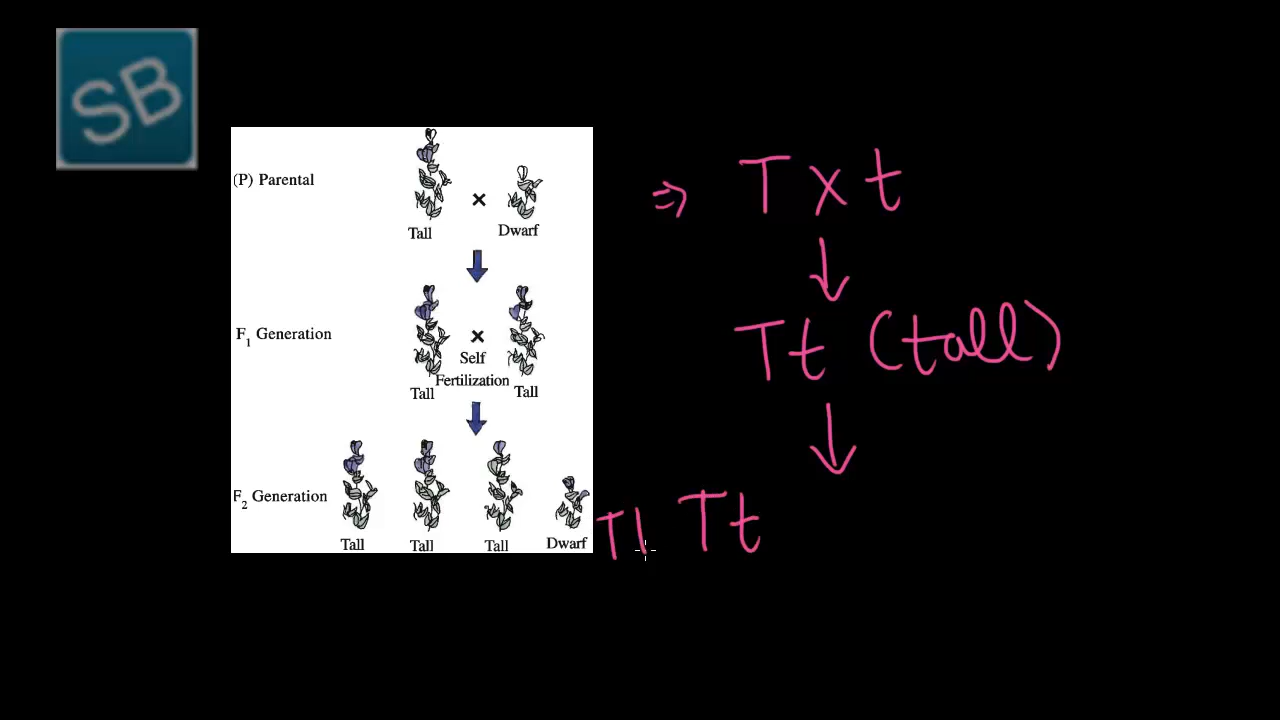 SB
(P) Parental
×
Tall Dwarf
⇒ T x t
↓
F1 Generation
×
Self
Fertilization
Tall Tall
Tt (tall)
↓
F2 Generation
Tall Tall Tall Dwarf
Tt